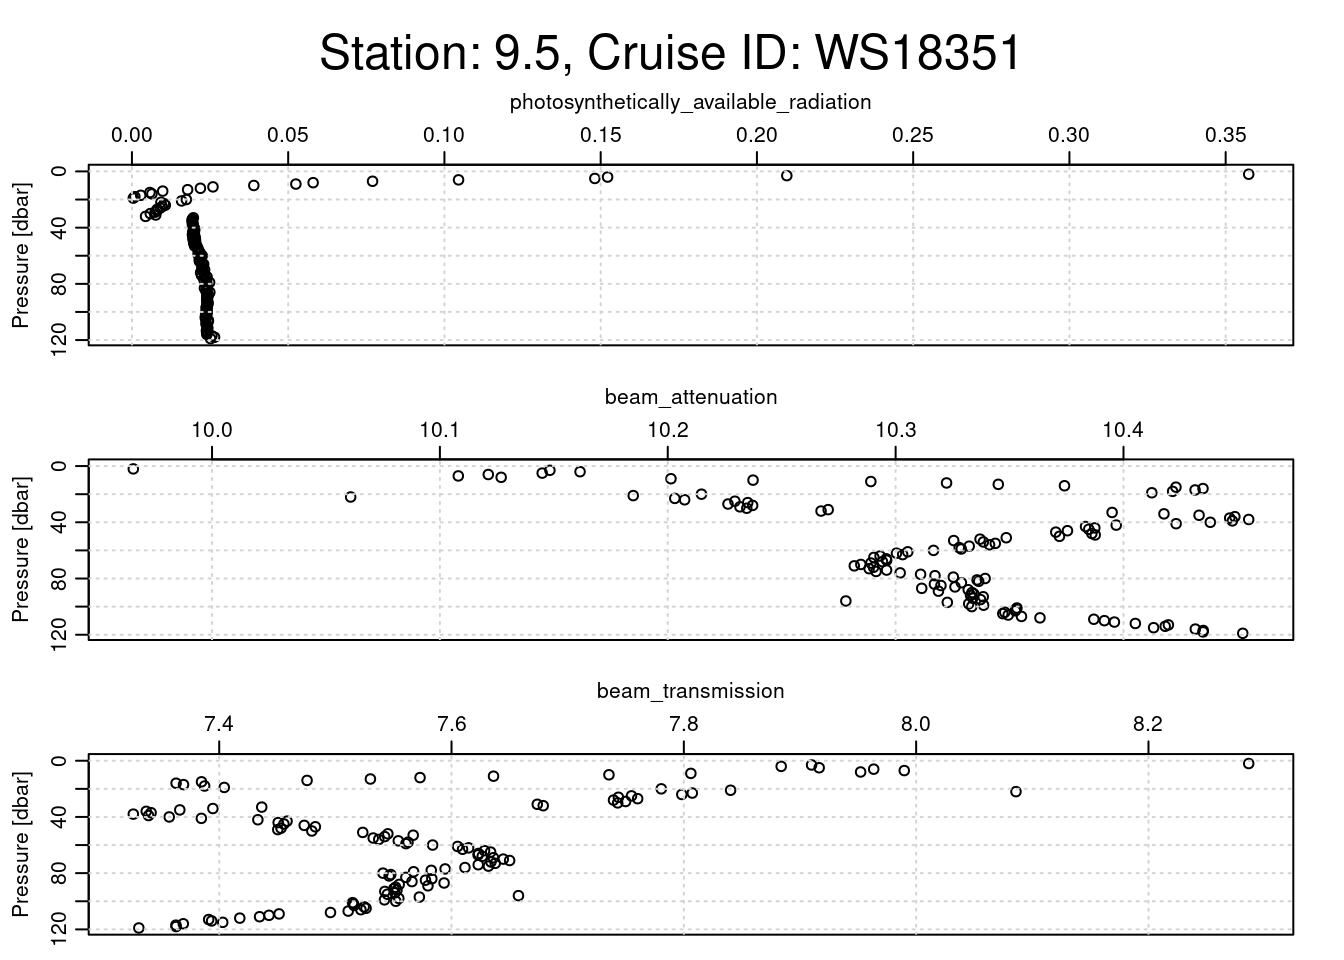 Station: 9.5, Cruise ID: WS18351
photosynthetically_available_radiation
0.00 0.05 0.10 0.15 0.20 0.25 0.30 0.35
Pressure [dbar]
0
40
80
120
beam_attenuation
10.0 10.1 10.2 10.3 10.4
Pressure [dbar]
0
40
80
120
beam_transmission
7.4 7.6 7.8 8.0 8.2
Pressure [dbar]
0
40
80
120